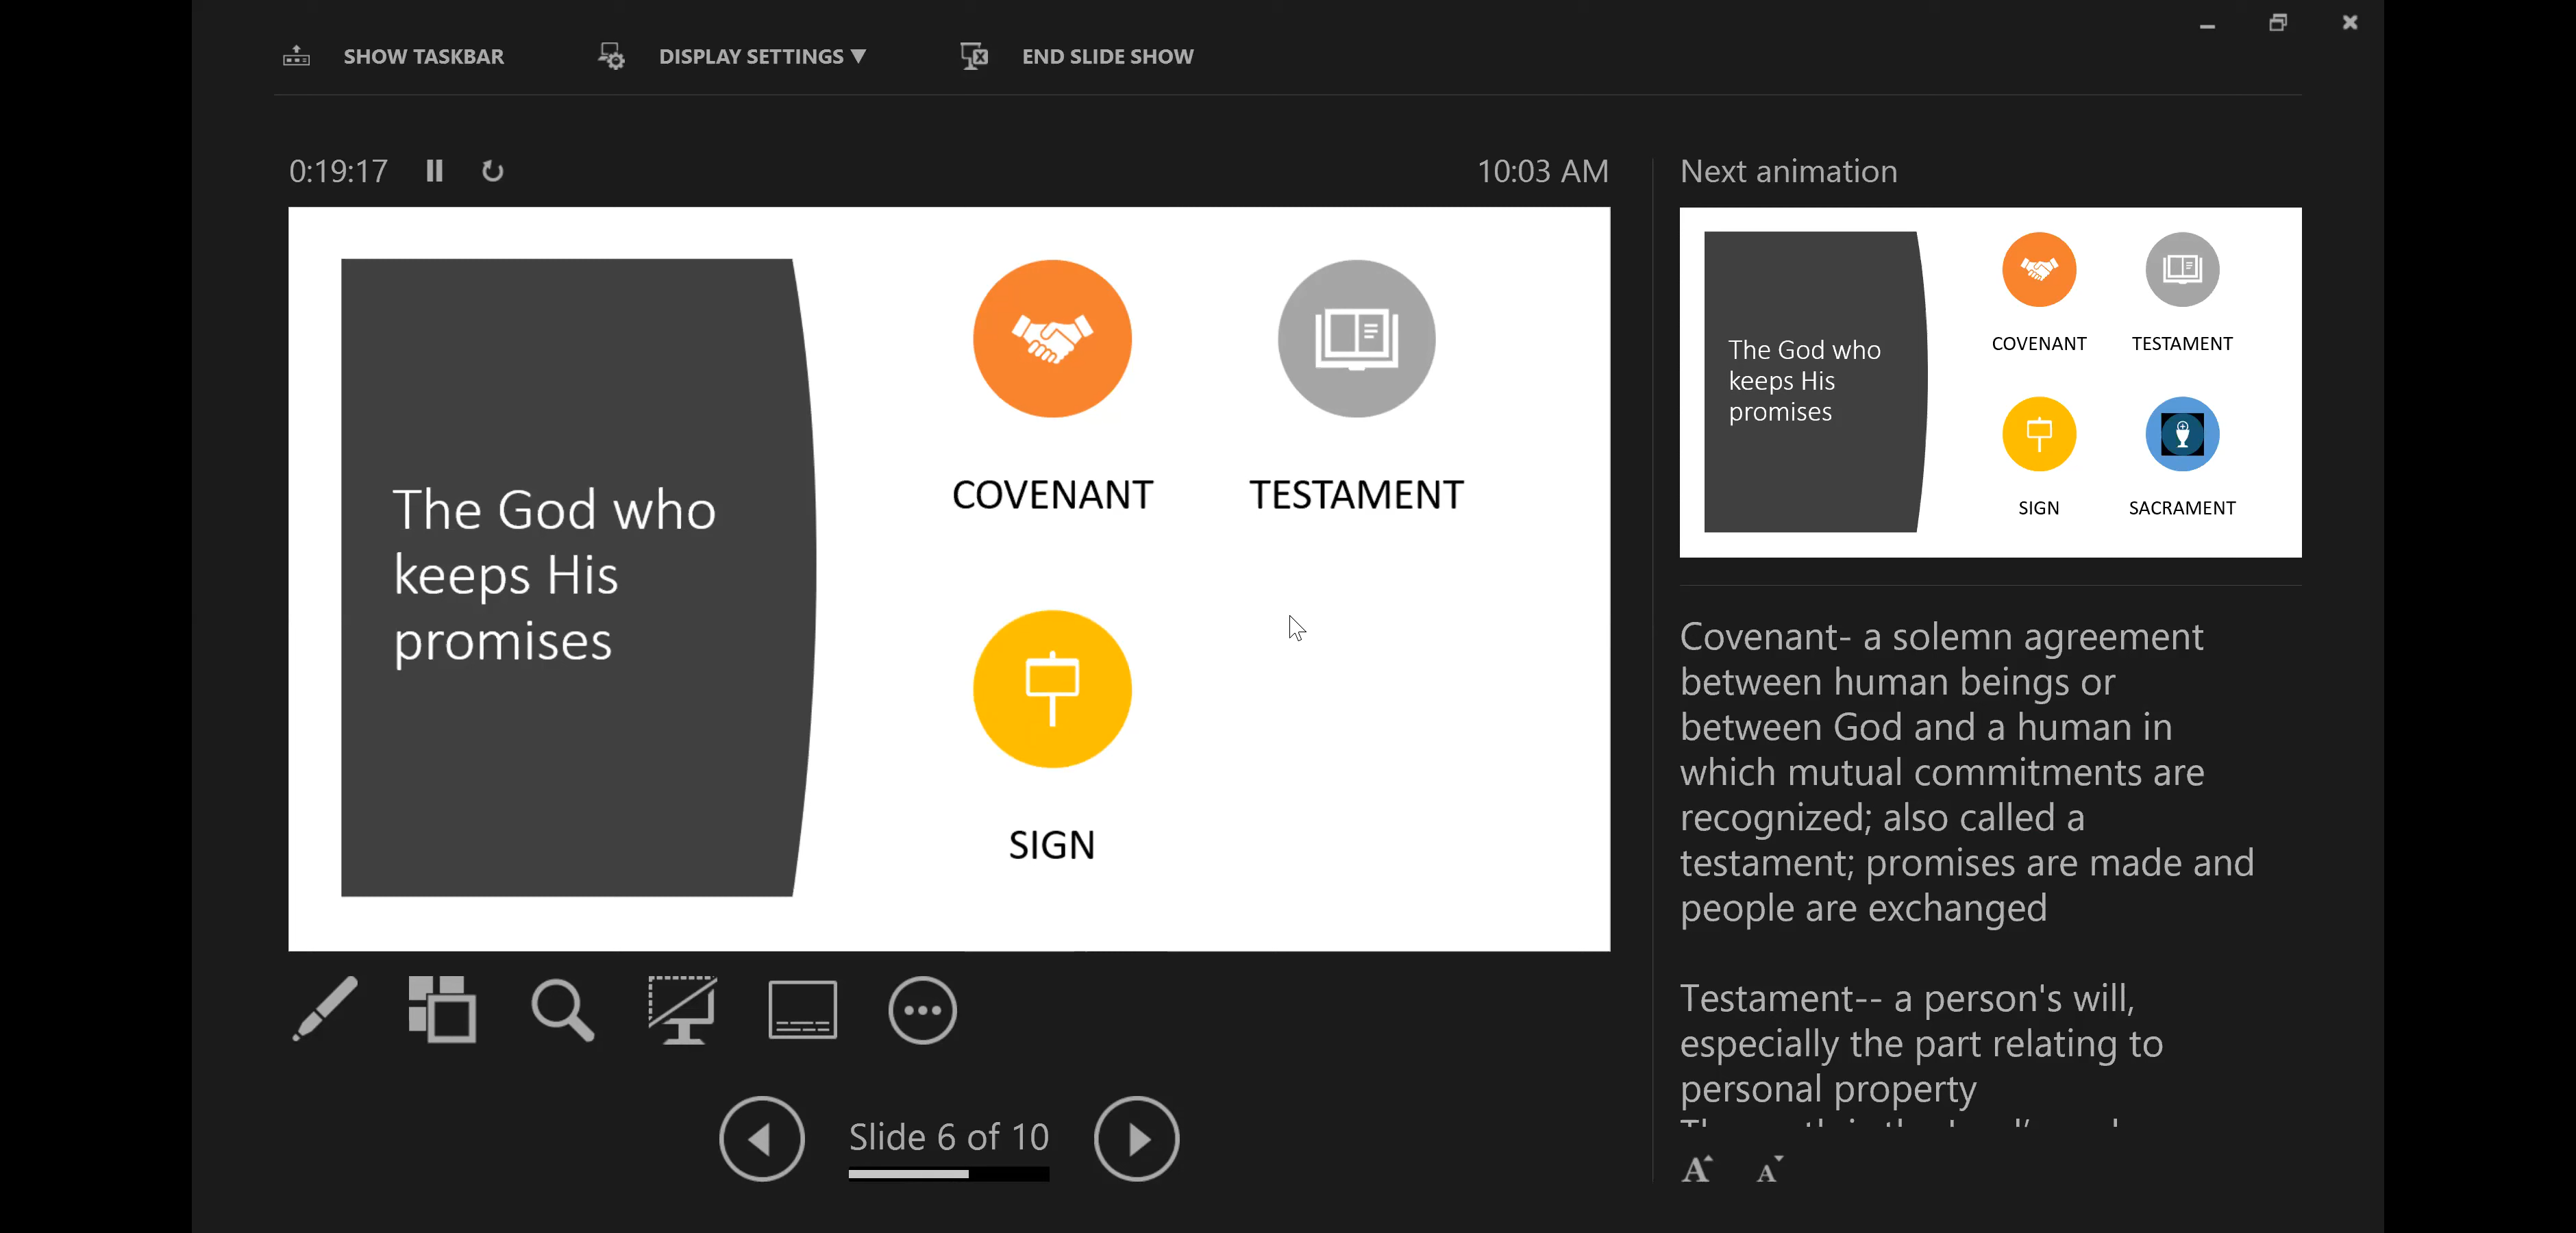 SHOW TASKBAR
DISPLAY SETTINGS ▼
END SLIDE SHOW
0:19:17
10:03 AM
The God who
keeps His
promises
COVENANT
TESTAMENT
SIGN
Slide 6 of 10
Next animation
The God who
keeps His
promises
COVENANT
TESTAMENT
SIGN
SACRAMENT
Covenant- a solemn agreement
between human beings or
between God and a human in
which mutual commitments are
recognized; also called a
testament; promises are made and
people are exchanged
Testament-- a person's will,
especially the part relating to
personal property
A
A